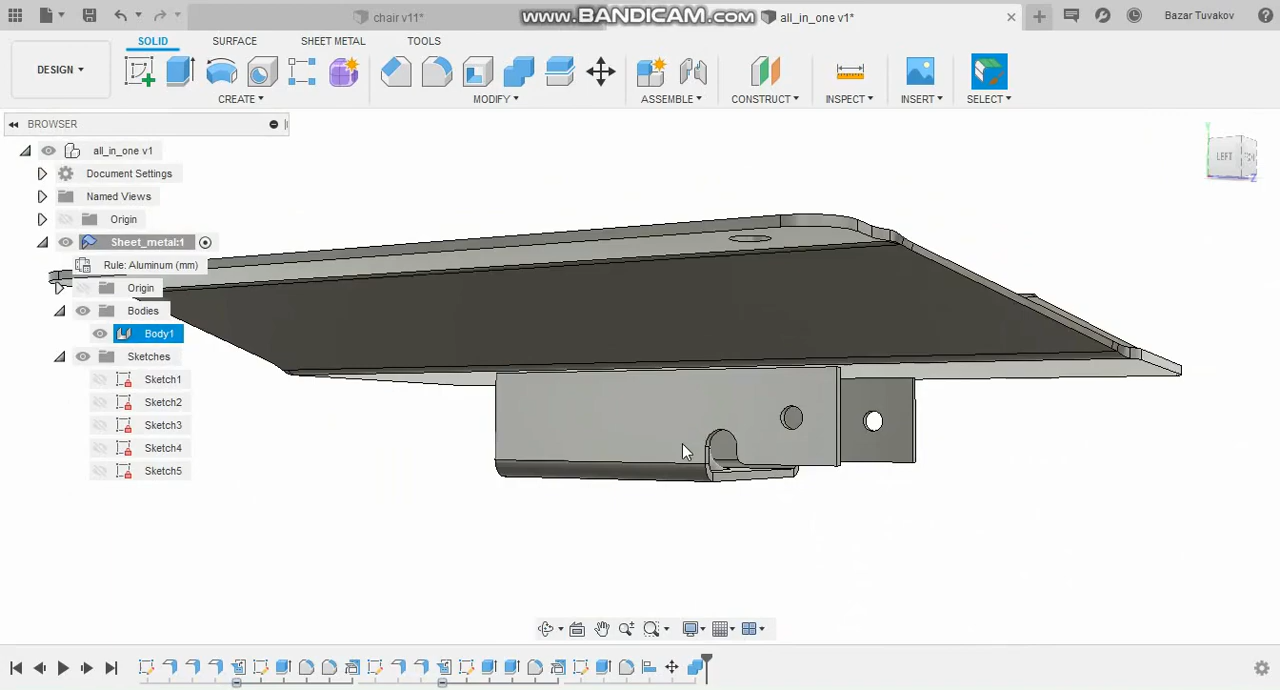 chair v11*
www.BANDICAM.com
all_in_one v1*
Bazar Tuvakov
DESIGN
SOLID
SURFACE
SHEET METAL
TOOLS
CREATE
MODIFY
ASSEMBLE
CONSTRUCT
INSPECT
INSERT
SELECT
BROWSER
all_in_one v1
Document Settings
Named Views
Origin
Sheet_metal:1
Rule: Aluminum (mm)
Origin
Bodies
Body1
Sketches
Sketch1
Sketch2
Sketch3
Sketch4
Sketch5
LEFT
Y
Z